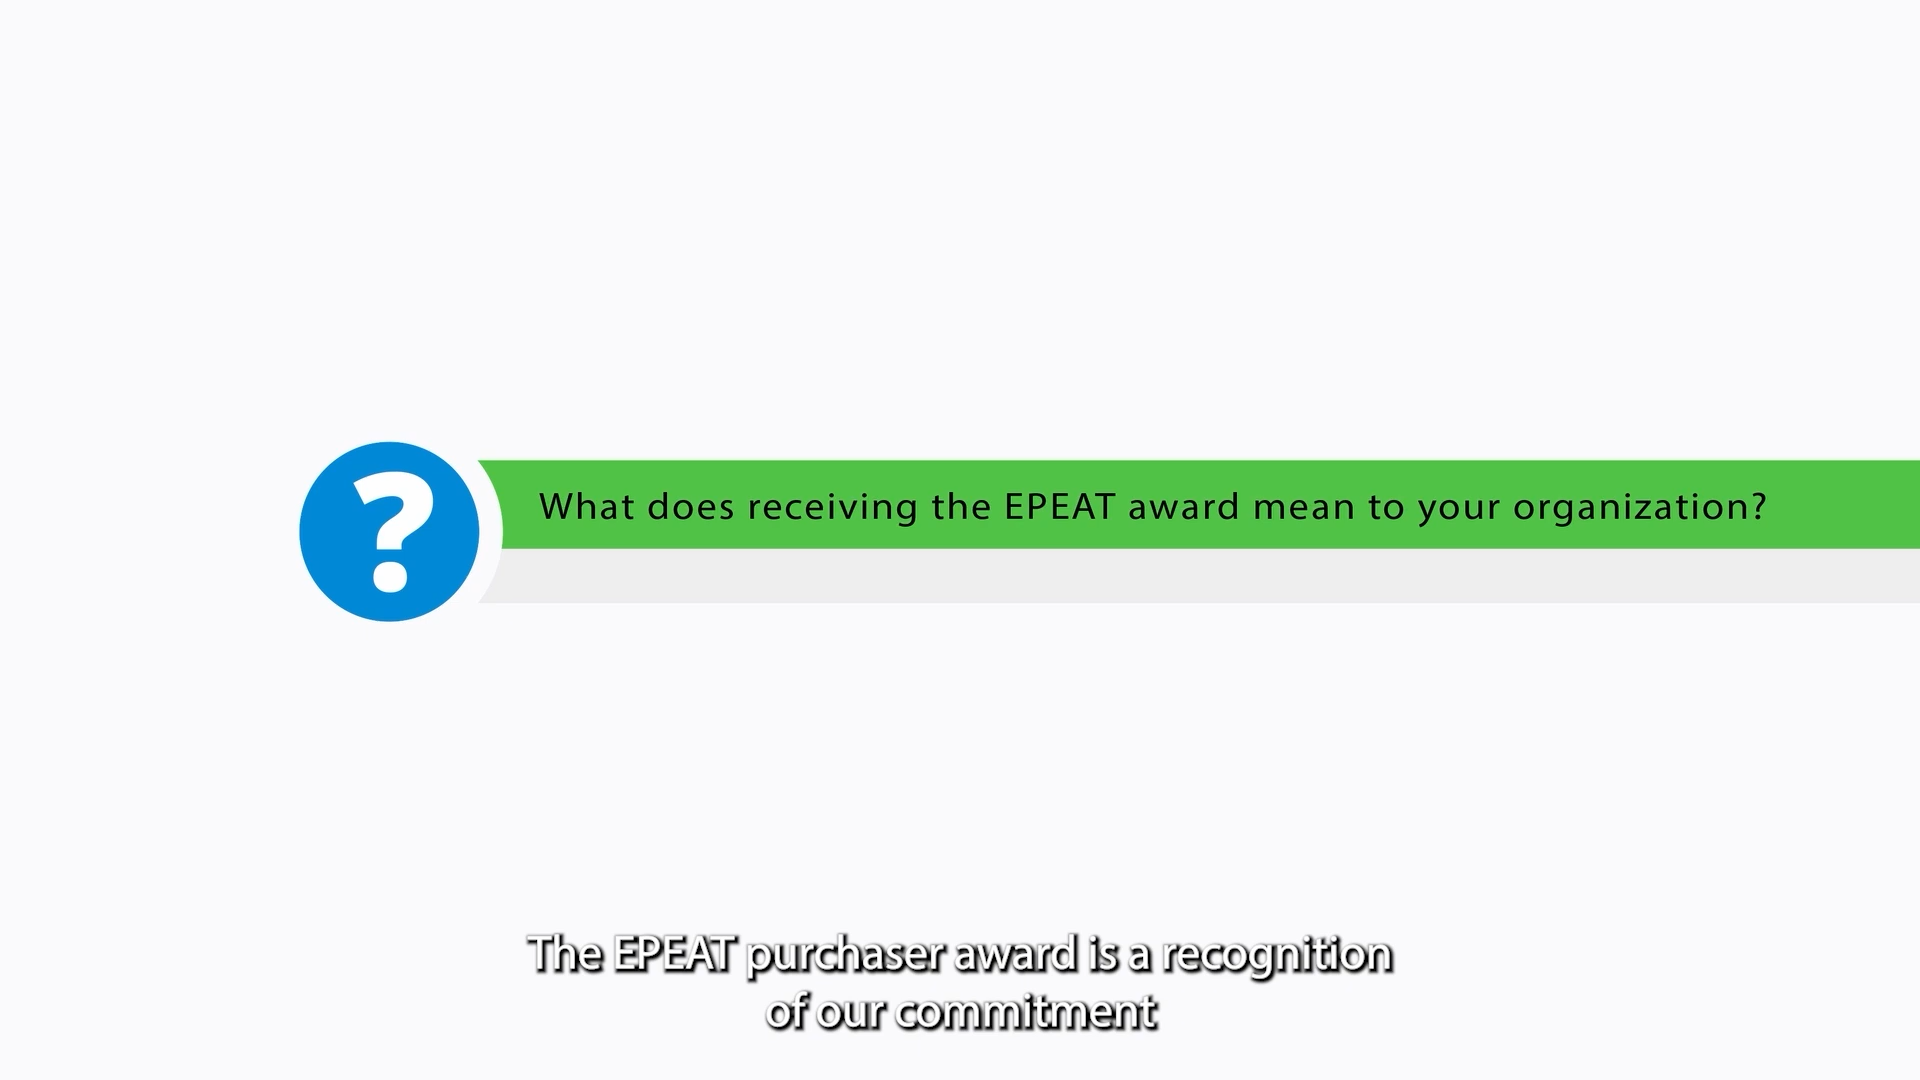 ?
What does receiving the EPEAT award mean to your organization?
The EPEAT purchaser award is a recognition
of our commitment